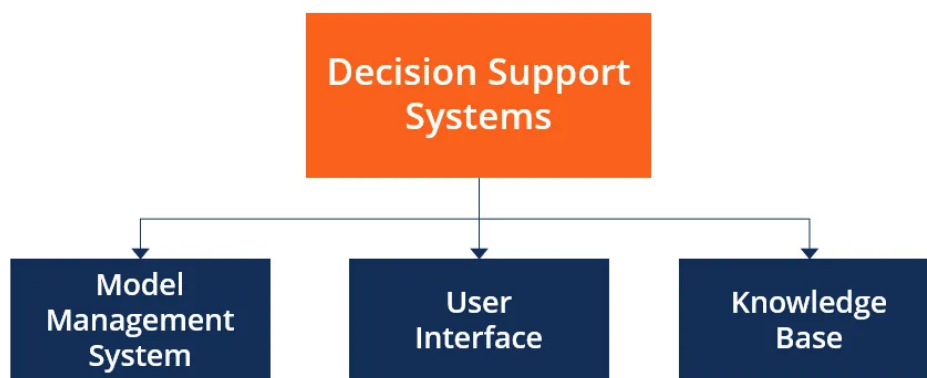 Decision Support
Systems
Model
Management
System
User
Interface
Knowledge
Base